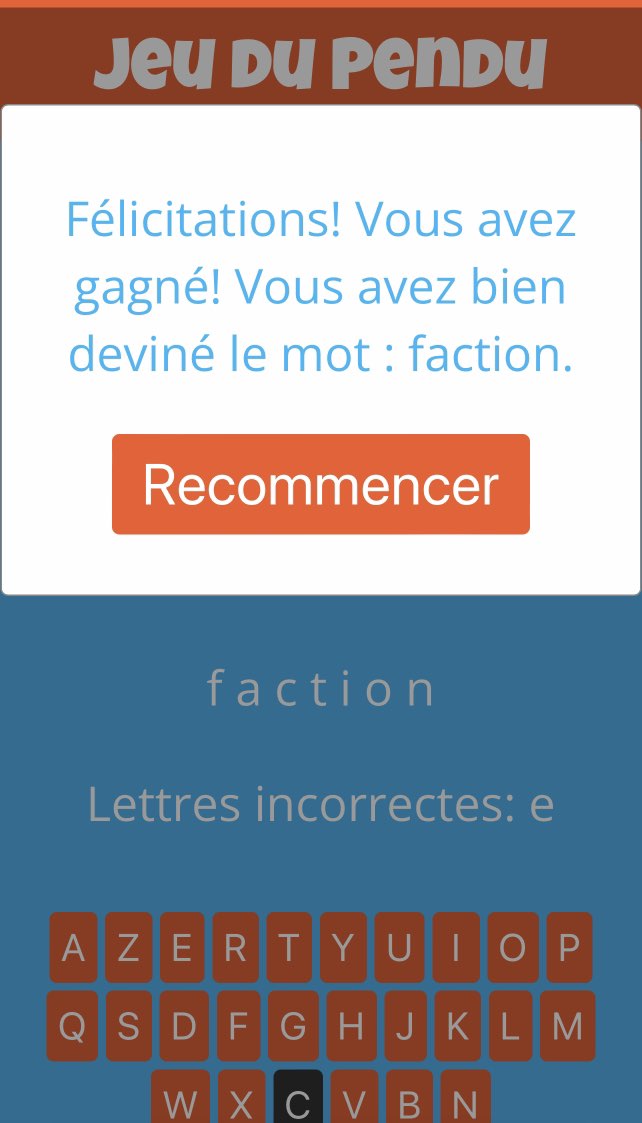 Jeu du Pendu
Félicitations! Vous avez
gagné! Vous avez bien
deviné le mot : faction.
Recommencer
f a c t i o n
Lettres incorrectes: e
A Z E R T Y U I O P
Q S D F G H J K L M
W X C V B N